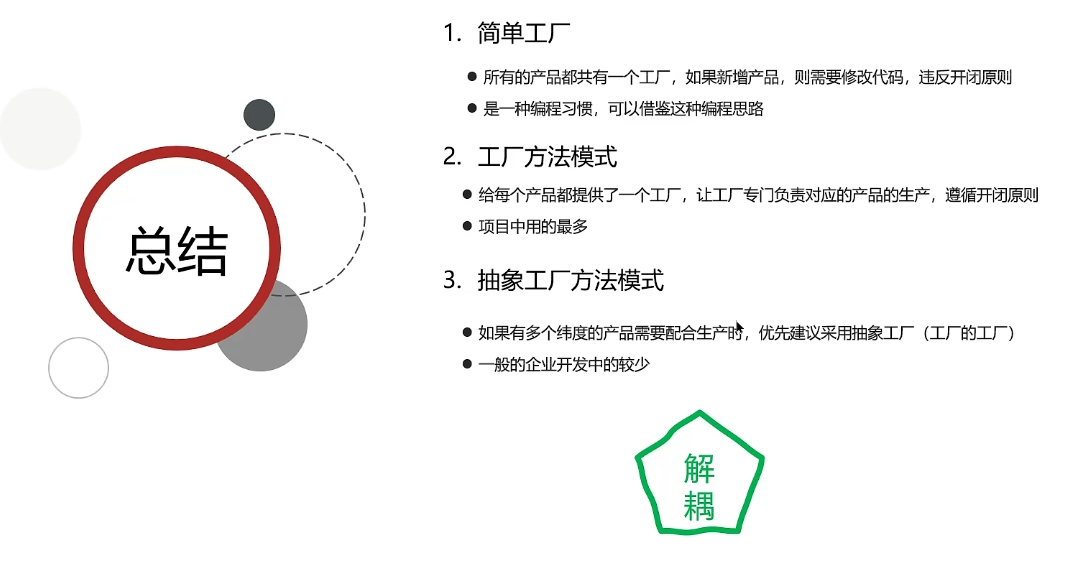 总结
1. 简单工厂
● 所有的产品都共有一个工厂，如果新增产品，则需要修改代码，违反开闭原则
● 是一种编程习惯，可以借鉴这种编程思路
2. 工厂方法模式
● 给每个产品都提供了一个工厂，让工厂专门负责对应的产品的生产，遵循开闭原则
● 项目中用的最多
3. 抽象工厂方法模式
● 如果有多个纬度的产品需要配合生产时，优先建议采用抽象工厂（工厂的工厂）
● 一般的企业开发中的较少
解
耦